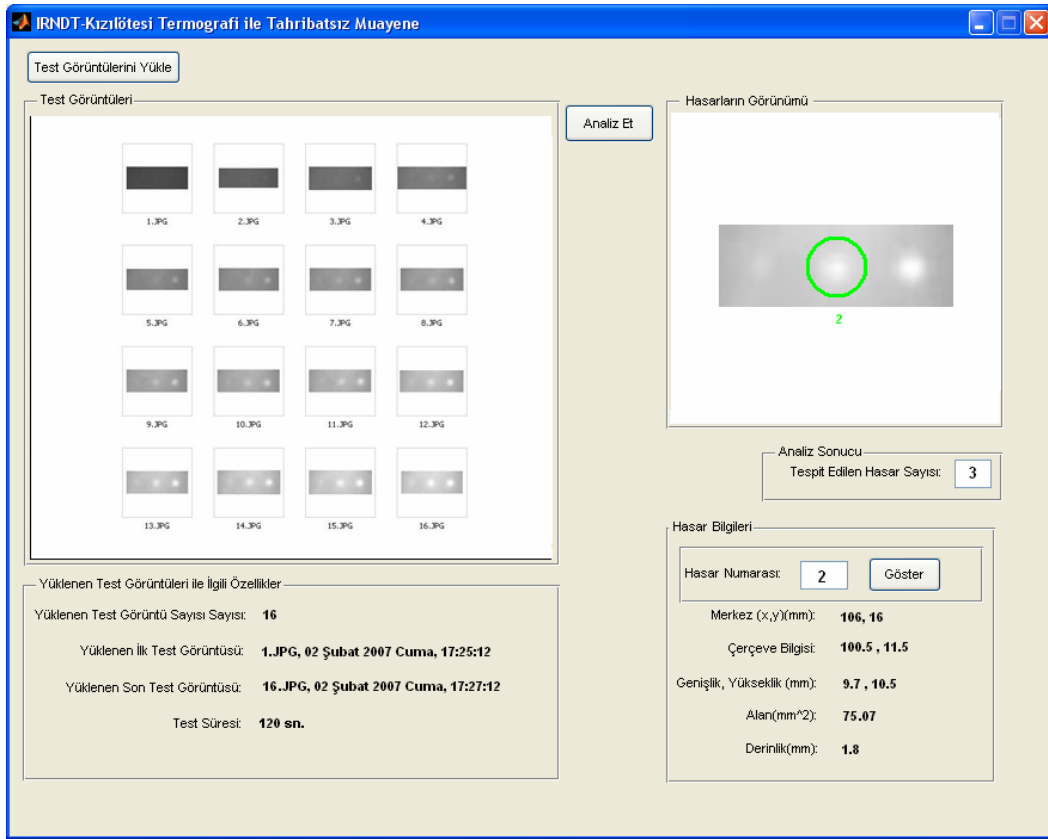 IRNDT-Kızılötesi Termografi ile Tahribatsız Muayene
Test Görüntülerini Yükle
Test Görüntüleri
1.JPG 2.JPG 3.JPG 4.JPG
5.JPG 6.JPG 7.JPG 8.JPG
9.JPG 10.JPG 11.JPG 12.JPG
13.JPG 14.JPG 15.JPG 16.JPG
Analiz Et
Hasarların Görünümü
2
Analiz Sonucu
Tespit Edilen Hasar Sayısı: 3
Yüklenen Test Görüntüleri ile İlgili Özellikler
Yüklenen Test Görüntü Sayısı Sayısı: 16
Yüklenen İlk Test Görüntüsü: 1.JPG, 02 Şubat 2007 Cuma, 17:25:12
Yüklenen Son Test Görüntüsü: 16.JPG, 02 Şubat 2007 Cuma, 17:27:12
Test Süresi: 120 sn.
Hasar Bilgileri
Hasar Numarası: 2 Göster
Merkez (x,y)(mm): 106, 16
Çerçeve Bilgisi: 100.5 , 11.5
Genişlik, Yükseklik (mm): 9.7 , 10.5
Alan(mm^2): 75.07
Derinlik(mm): 1.8